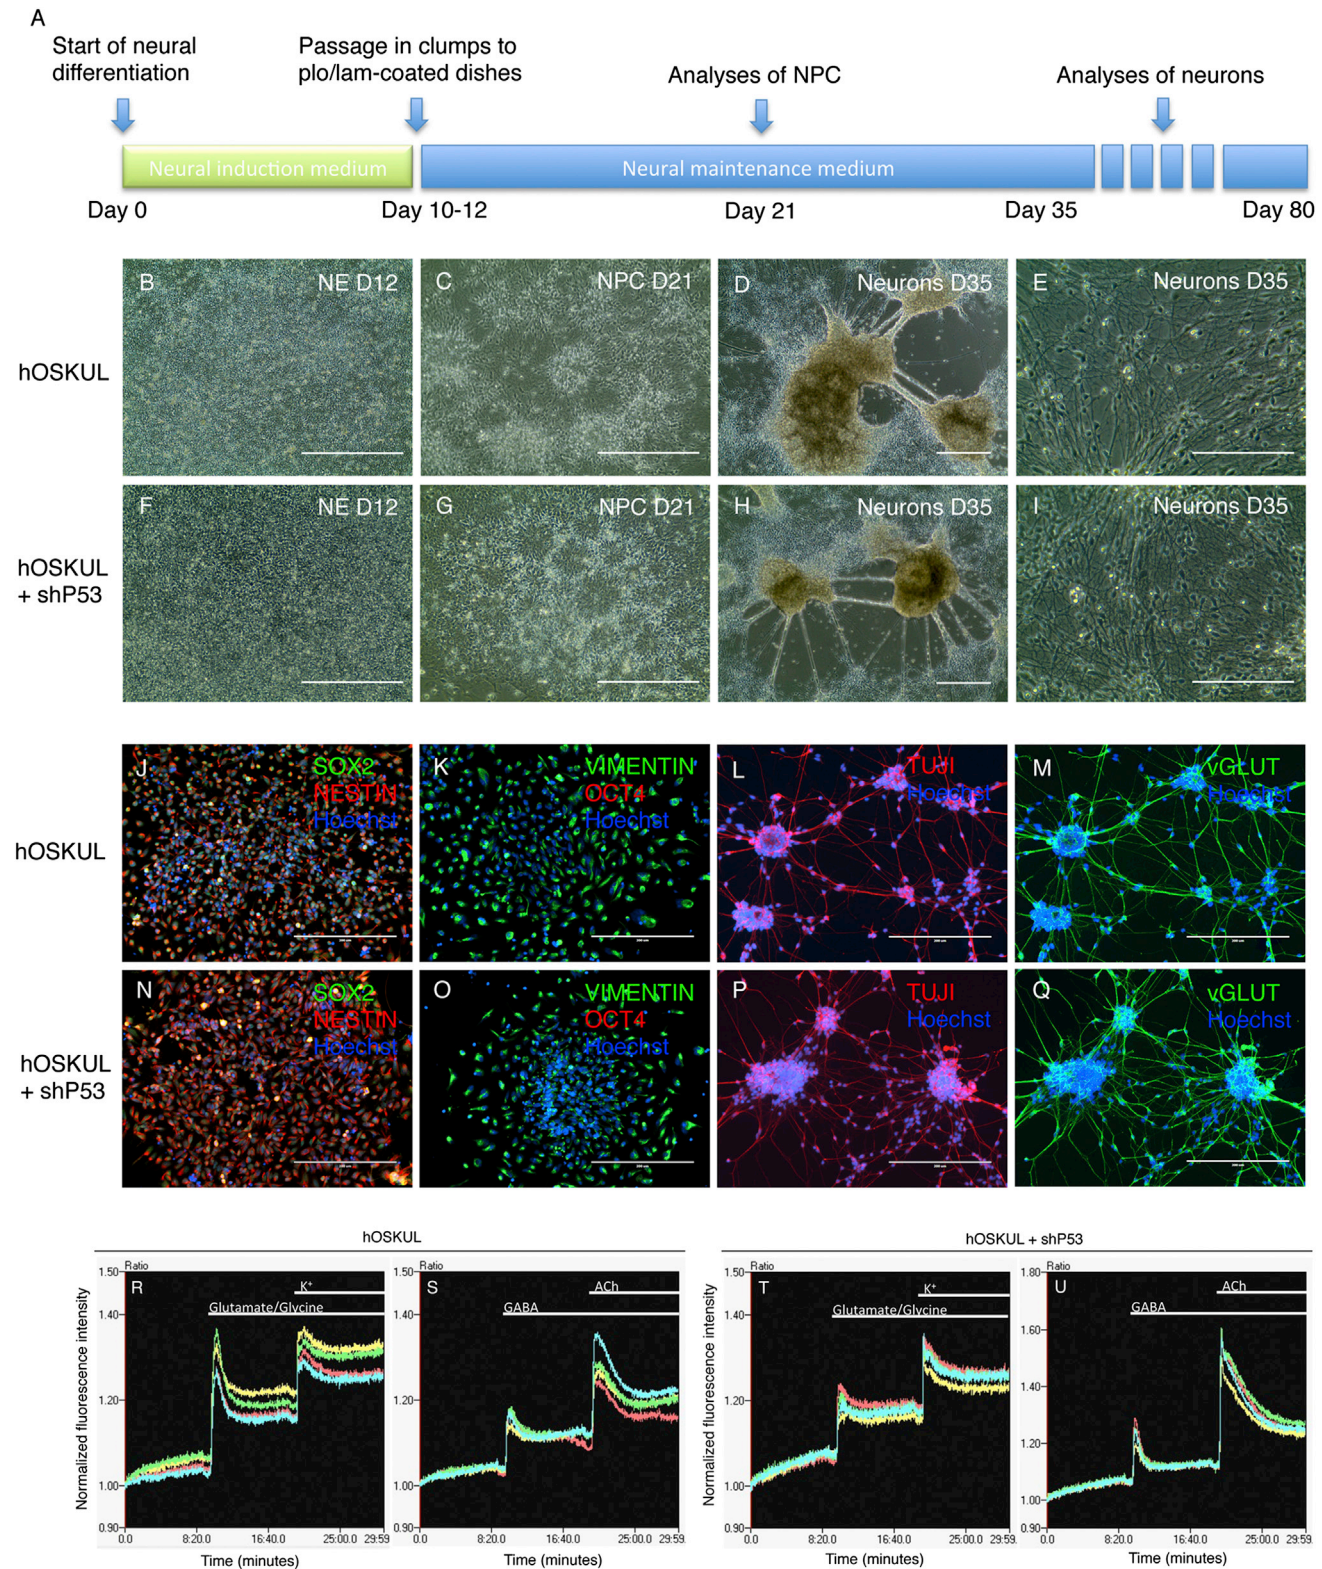 A
Start of neural
differentiation
Passage in clumps to
plo/lam-coated dishes
Analyses of NPC
Analyses of neurons
Neural induction medium
Neural maintenance medium
Day 0
Day 10-12
Day 21
Day 35
Day 80
hOSKUL
B
NE D12
C
NPC D21
D
Neurons D35
E
Neurons D35
hOSKUL
+ shP53
F
NE D12
G
NPC D21
H
Neurons D35
I
Neurons D35
hOSKUL
J
SOX2
NESTIN
Hoechst
K
VIMENTIN
OCT4
Hoechst
L
TUJI
Hoechst
M
vGLUT
Hoechst
hOSKUL
+ shP53
N
SOX2
NESTIN
Hoechst
O
VIMENTIN
OCT4
Hoechst
P
TUJI
Hoechst
Q
vGLUT
Hoechst
hOSKUL
hOSKUL + shP53
Normalized fluorescence intensity
Ratio
R
K+
Glutamate/Glycine
1.50
1.40
1.20
1.00
0.90
0.0 8:20.0 16:40.0 25:00.0 29:59.
Time (minutes)
Ratio
S
ACh
GABA
1.50
1.40
1.20
1.00
0.90
0.0 8:20.0 16:40.0 25:00.0 29:59.
Time (minutes)
Normalized fluorescence intensity
Ratio
T
K+
Glutamate/Glycine
1.50
1.40
1.20
1.00
0.90
0.0 8:20.0 16:40.0 25:00.0 29:59.
Time (minutes)
Ratio
U
ACh
GABA
1.80
1.60
1.40
1.20
1.00
0.90
0.0 8:20.0 16:40.0 25:00.0 29:59.
Time (minutes)